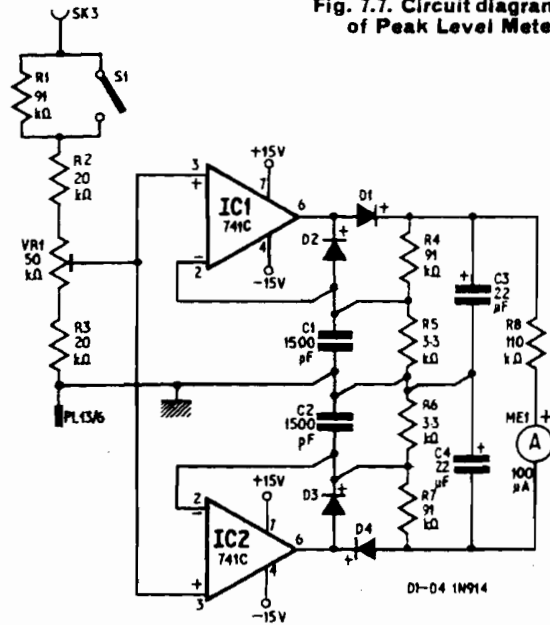 Fig. 7.7. Circuit diagram
of Peak Level Mete
SK3
R1
91
kΩ
S1
R2
20
kΩ
VR1
50
kΩ
R3
20
kΩ
PL13/6
3
+
IC1
741C
−
2
+15V
7
6
4
−15V
D1
+
D2
+
R4
91
kΩ
C1
1500
pF
R5
3·3
kΩ
+
C3
22
µF
R8
110
kΩ
C2
1500
pF
R6
3·3
kΩ
+
C4
22
µF
ME1
+
A
100
µA
2
−
IC2
741C
+
3
+15V
7
6
4
−15V
D3
+
R7
91
kΩ
D4
+
D1-D4 1N914